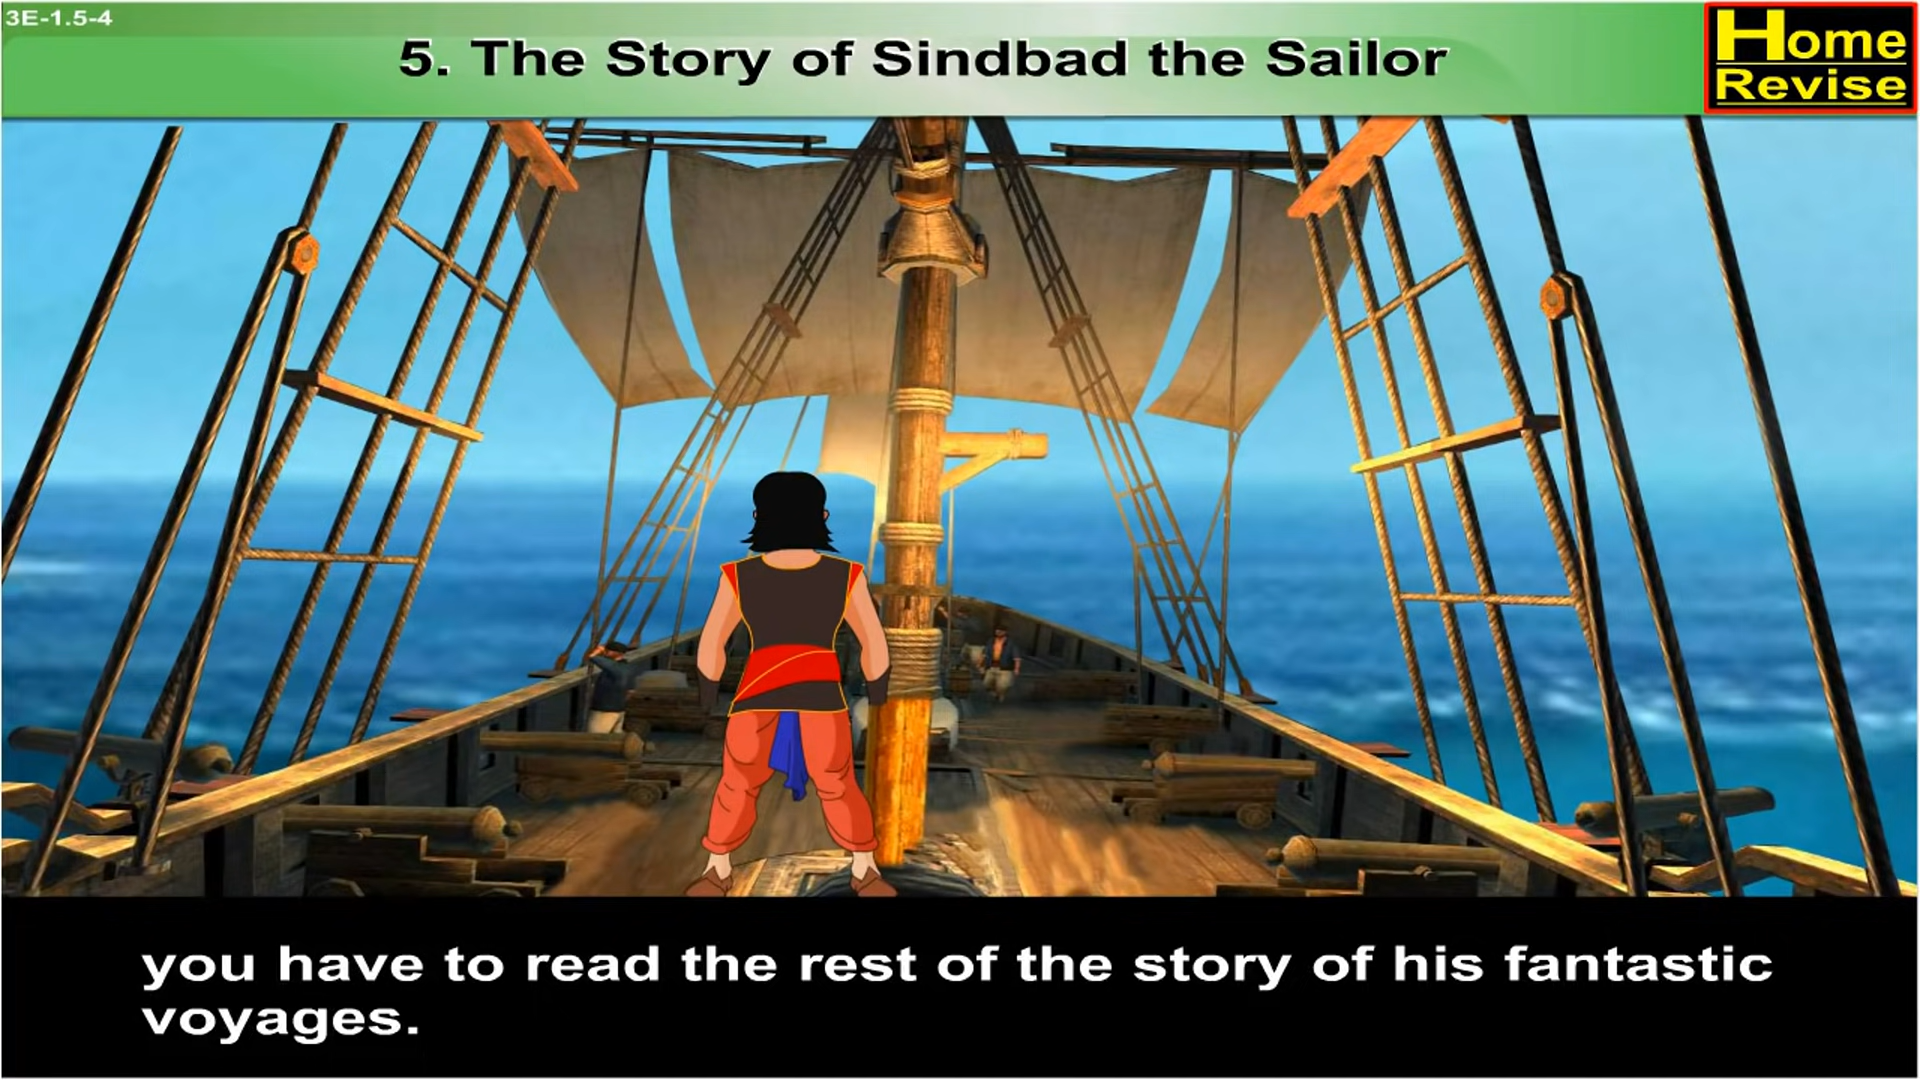 3E-1.5-4
5. The Story of Sindbad the Sailor
Home
Revise
you have to read the rest of the story of his fantastic
voyages.